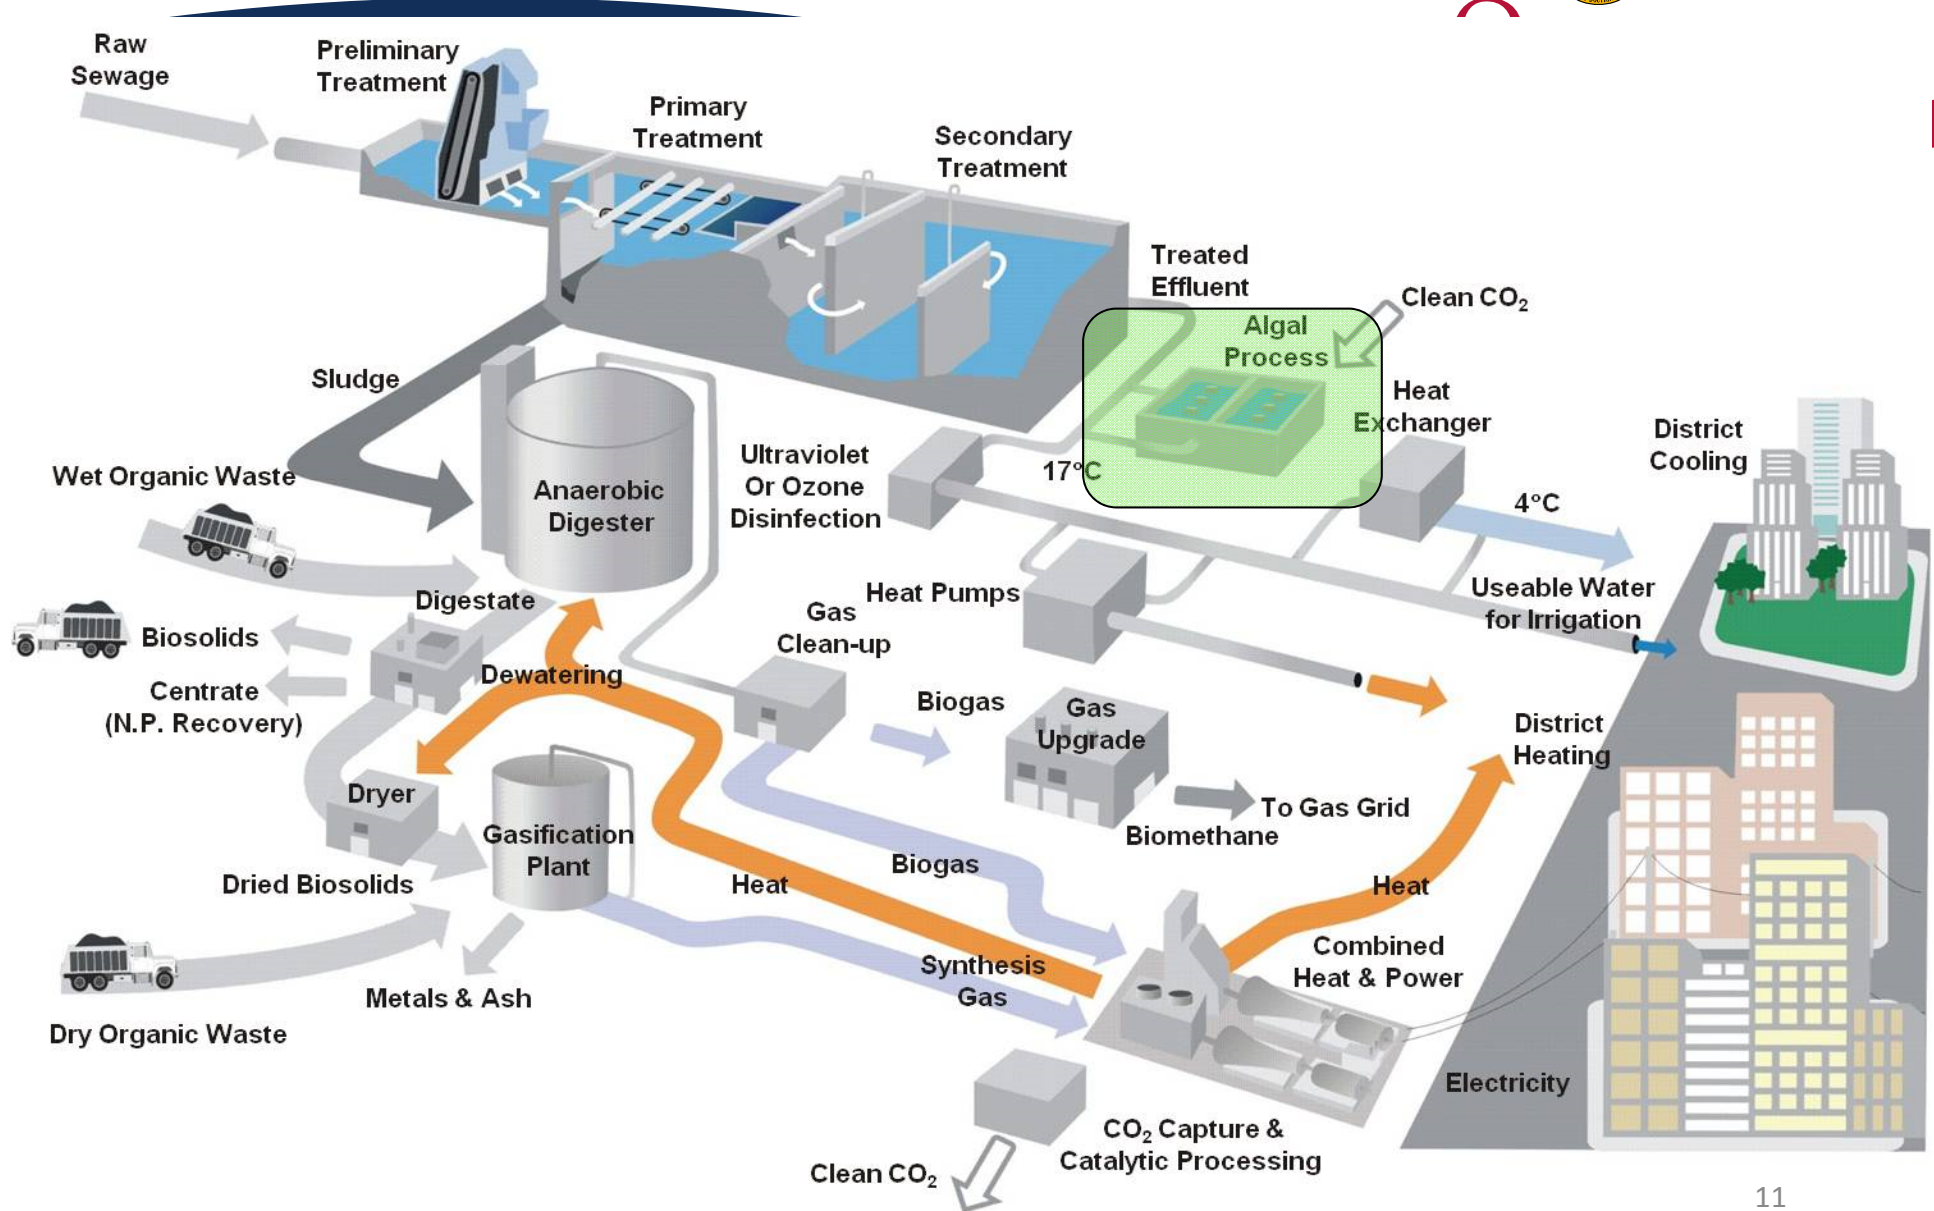 Raw
Sewage
Preliminary
Treatment
Primary
Treatment
Secondary
Treatment
Treated
Effluent
Clean CO₂
Algal
Process
Heat
Exchanger
District
Cooling
Sludge
Ultraviolet
Or Ozone
Disinfection
17°C
4°C
Wet Organic Waste
Anaerobic
Digester
Digestate
Heat Pumps
Useable Water
for Irrigation
Gas
Clean-up
Biosolids
Dewatering
Centrate
(N.P. Recovery)
Biogas
Gas
Upgrade
District
Heating
Dryer
To Gas Grid
Biomethane
Gasification
Plant
Biogas
Dried Biosolids
Heat
Heat
Synthesis
Gas
Combined
Heat & Power
Metals & Ash
Dry Organic Waste
Electricity
CO₂ Capture &
Catalytic Processing
Clean CO₂
11